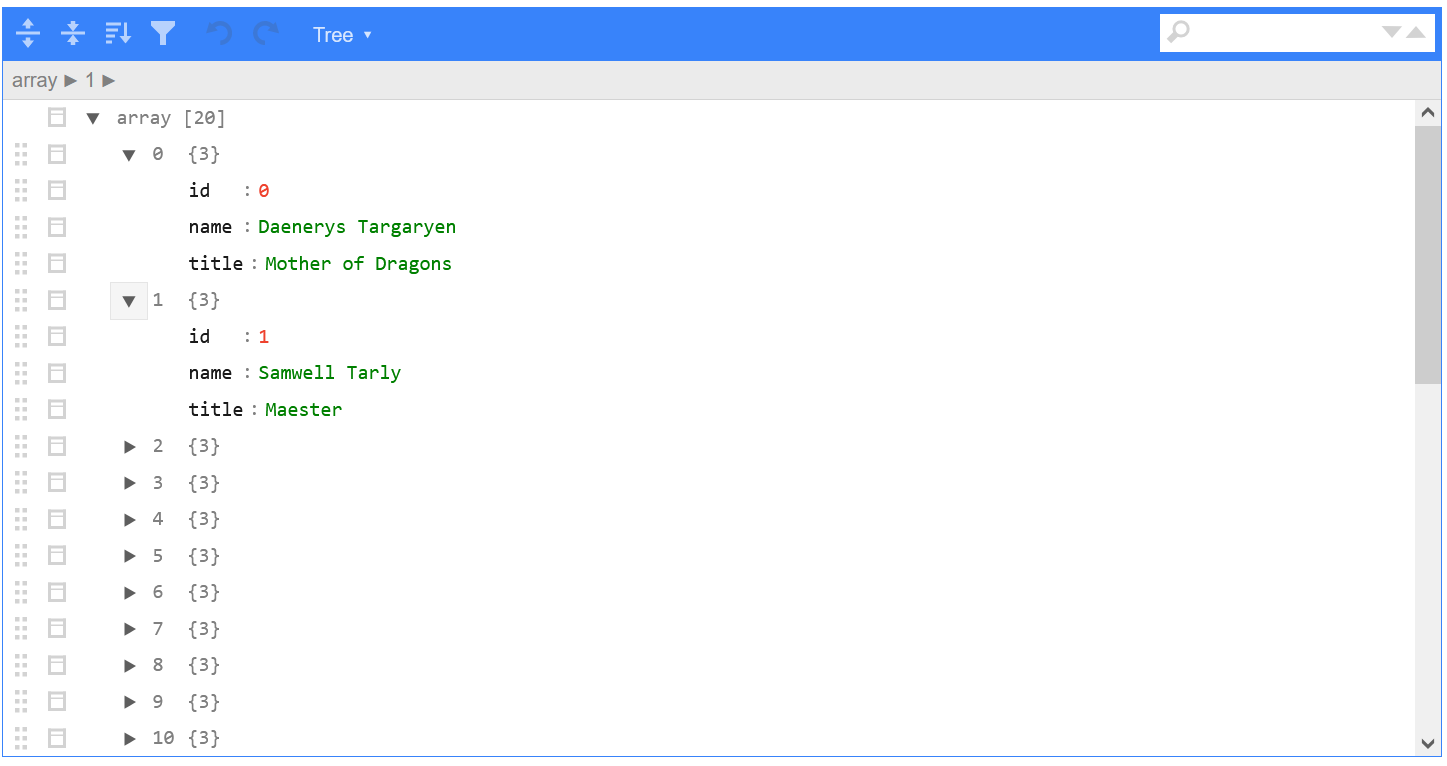 Tree
array ▶ 1 ▶
array [20]
0 {3}
id : 0
name : Daenerys Targaryen
title : Mother of Dragons
1 {3}
id : 1
name : Samwell Tarly
title : Maester
2 {3}
3 {3}
4 {3}
5 {3}
6 {3}
7 {3}
8 {3}
9 {3}
10 {3}